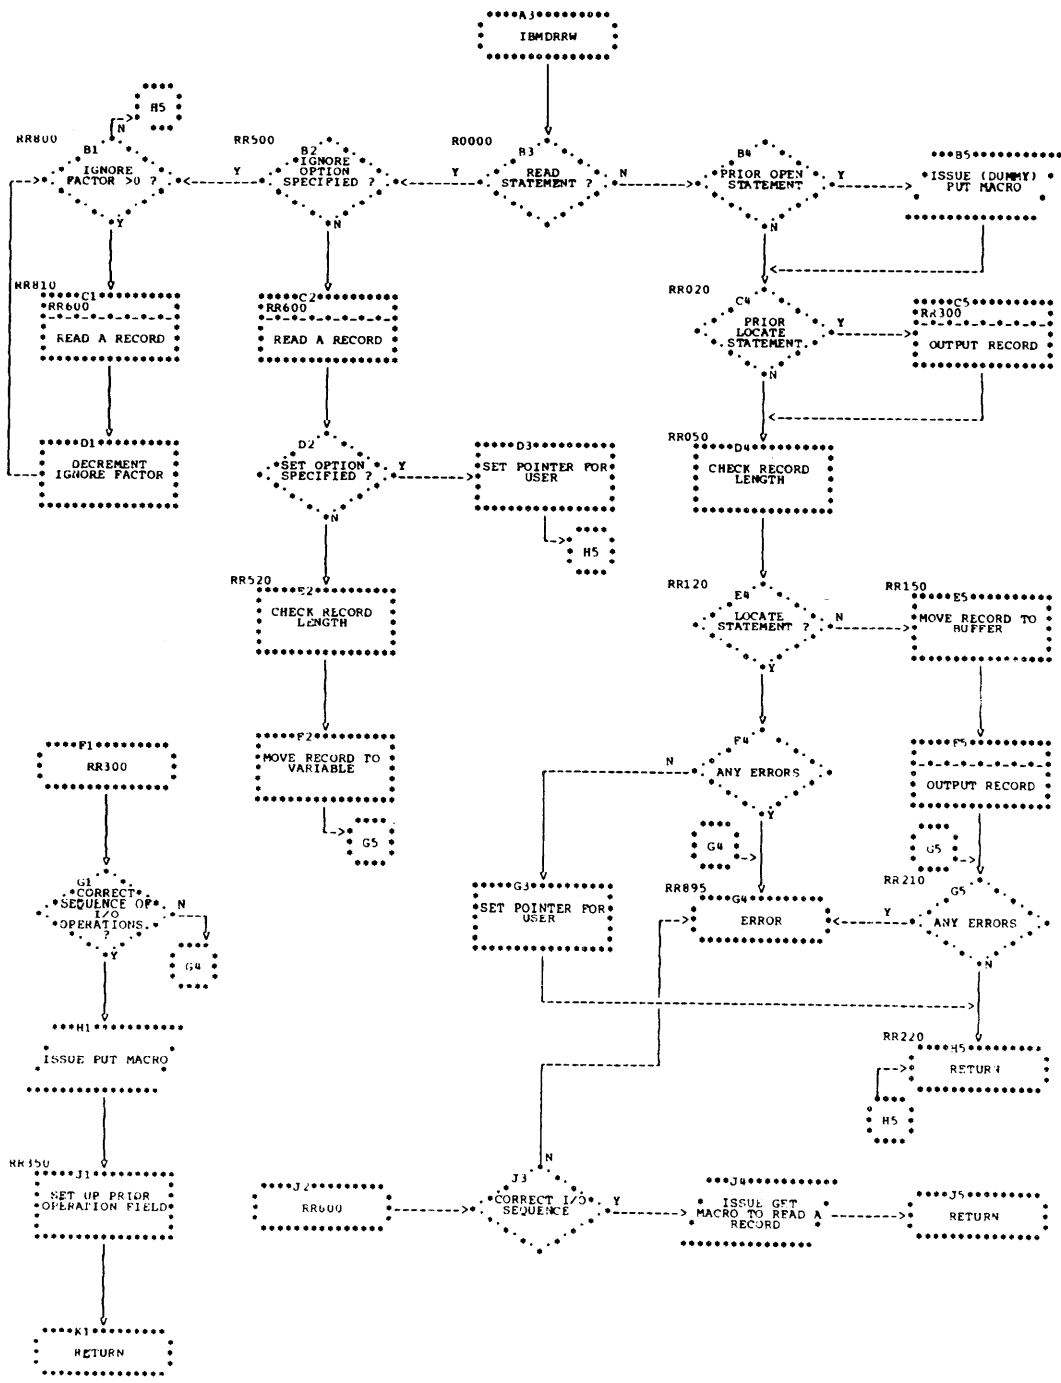 A3
IBMDRRW
H5
N
RR800
B1
IGNORE
FACTOR >0 ?
Y
RR500
B2
IGNORE
OPTION
SPECIFIED ?
Y
N
R0000
B3
READ
STATEMENT ?
Y
N
B4
PRIOR OPEN
STATEMENT
Y
N
B5
ISSUE (DUMMY)
PUT MACRO
RR810
C1
RR600
READ A RECORD
C2
RR600
READ A RECORD
RR020
C4
PRIOR
LOCATE
STATEMENT
Y
N
C5
RR300
OUTPUT RECORD
D1
DECREMENT
IGNORE FACTOR
D2
SET OPTION
SPECIFIED ?
Y
N
D3
SET POINTER FOR
USER
H5
RR050
D4
CHECK RECORD
LENGTH
RR520
E2
CHECK RECORD
LENGTH
RR120
E4
LOCATE
STATEMENT ?
N
Y
RR150
E5
MOVE RECORD TO
BUFFER
F1
RR300
F2
MOVE RECORD TO
VARIABLE
G5
F4
ANY ERRORS
N
Y
F5
OUTPUT RECORD
G4
G5
G1
CORRECT
SEQUENCE OF
I/O
OPERATIONS.
?
N
Y
G4
G3
SET POINTER FOR
USER
RR895
G4
ERROR
RR210
G5
ANY ERRORS
Y
N
H1
ISSUE PUT MACRO
RR220
H5
RETURN
H5
RR350
J1
SET UP PRIOR
OPERATION FIELD
J2
RR600
N
J3
CORRECT I/O
SEQUENCE
Y
J4
ISSUE GET
MACRO TO READ A
RECORD
J5
RETURN
K1
RETURN